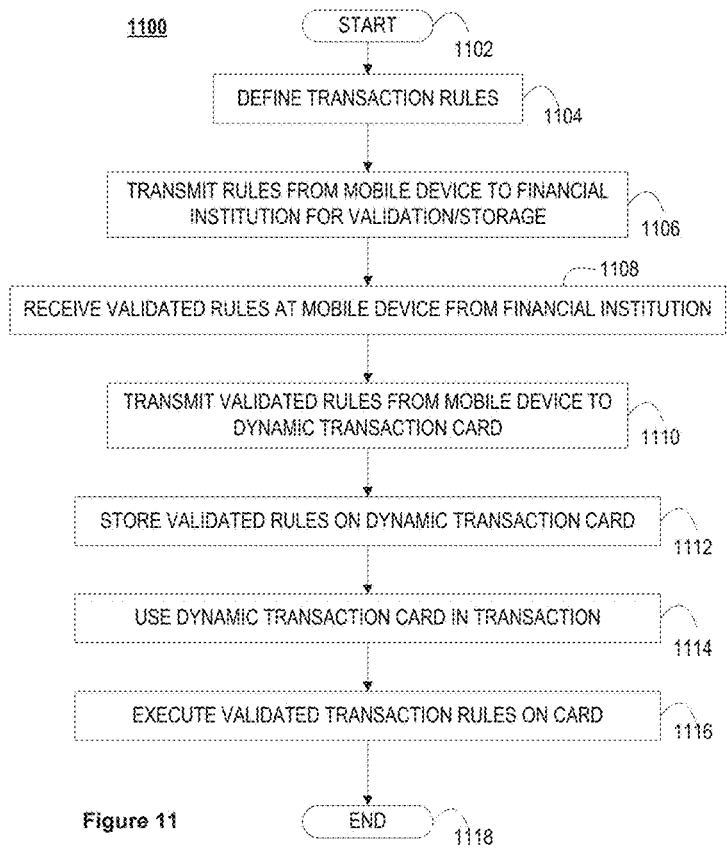 1100
START
1102
DEFINE TRANSACTION RULES
1104
TRANSMIT RULES FROM MOBILE DEVICE TO FINANCIAL
INSTITUTION FOR VALIDATION/STORAGE
1106
1108
RECEIVE VALIDATED RULES AT MOBILE DEVICE FROM FINANCIAL INSTITUTION
TRANSMIT VALIDATED RULES FROM MOBILE DEVICE TO
DYNAMIC TRANSACTION CARD
1110
STORE VALIDATED RULES ON DYNAMIC TRANSACTION CARD
1112
USE DYNAMIC TRANSACTION CARD IN TRANSACTION
1114
EXECUTE VALIDATED TRANSACTION RULES ON CARD
1116
Figure 11
END
1118